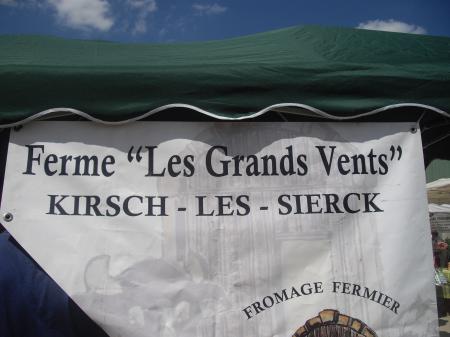 Ferme “Les Grands Vents”
KIRSCH - LES - SIERCK
FROMAGE FERMIER